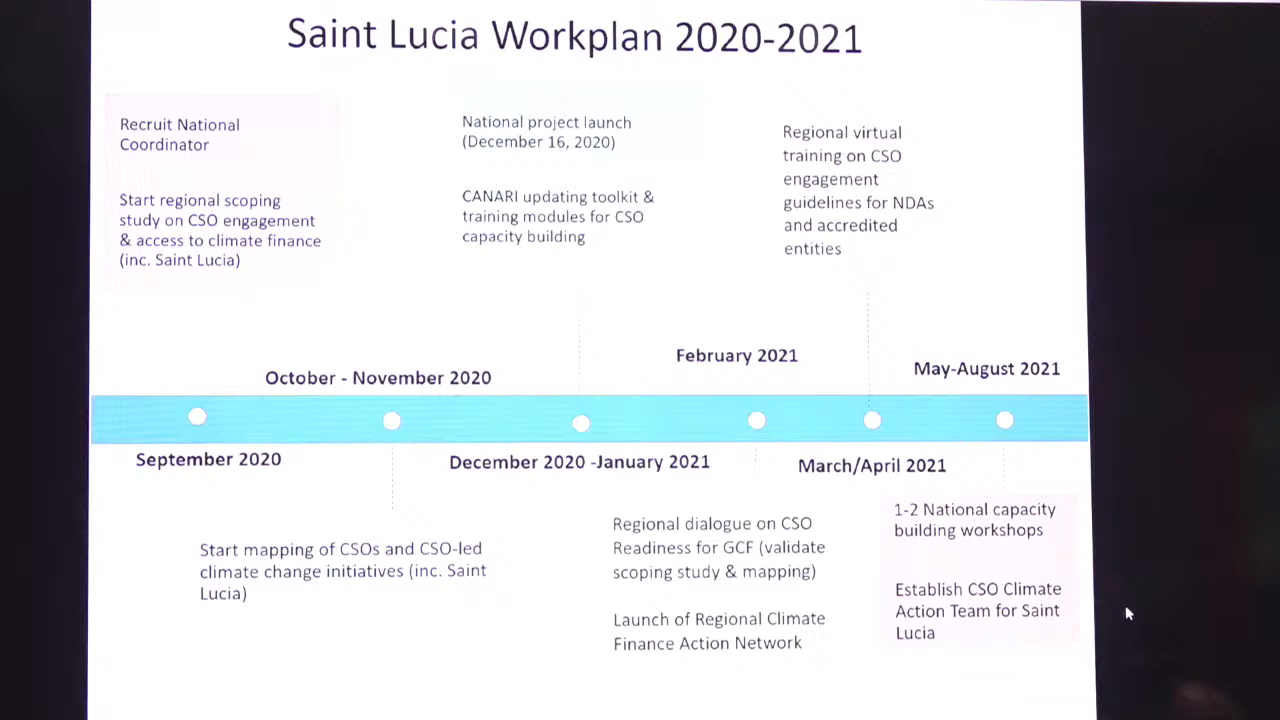 Saint Lucia Workplan 2020-2021
Recruit National
Coordinator
Start regional scoping
study on CSO engagement
& access to climate finance
(inc. Saint Lucia)
National project launch
(December 16, 2020)
CANARI updating toolkit &
training modules for CSO
capacity building
Regional virtual
training on CSO
engagement
guidelines for NDAs
and accredited
entities
October - November 2020
February 2021
May-August 2021
September 2020
December 2020 -January 2021
March/April 2021
Start mapping of CSOs and CSO-led
climate change initiatives (inc. Saint
Lucia)
Regional dialogue on CSO
Readiness for GCF (validate
scoping study & mapping)
Launch of Regional Climate
Finance Action Network
1-2 National capacity
building workshops
Establish CSO Climate
Action Team for Saint
Lucia